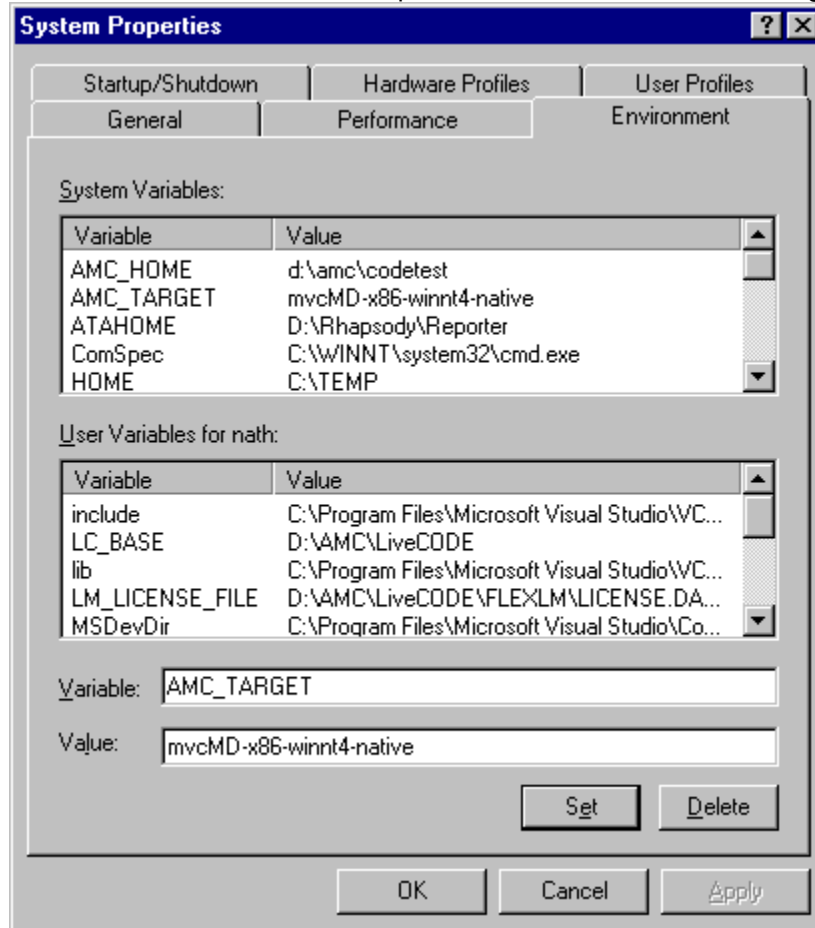 System Properties
Startup/Shutdown Hardware Profiles User Profiles
General Performance Environment
System Variables:
Variable Value
AMC_HOME d:\amc\codetest
AMC_TARGET mvcMD-x86-winnt4-native
ATAHOME D:\Rhapsody\Reporter
ComSpec C:\WINNT\system32\cmd.exe
HOME C:\TEMP
User Variables for nath:
Variable Value
include C:\Program Files\Microsoft Visual Studio\VC...
LC_BASE D:\AMC\LiveCODE
lib C:\Program Files\Microsoft Visual Studio\VC...
LM_LICENSE_FILE D:\AMC\LiveCODE\FLEXLM\LICENSE.DA...
MSDevDir C:\Program Files\Microsoft Visual Studio\Co...
Variable: AMC_TARGET
Value: mvcMD-x86-winnt4-native
Set Delete
OK Cancel Apply